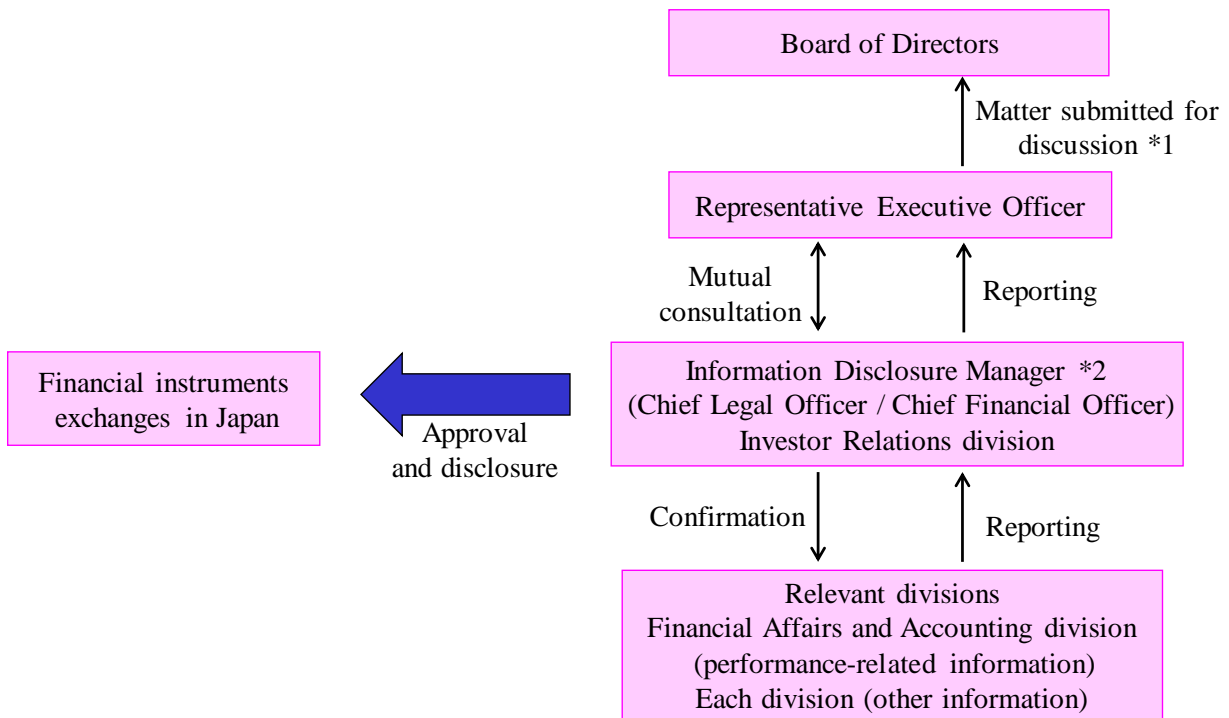 Board of Directors
Matter submitted for
discussion *1
Representative Executive Officer
Mutual
consultation
Reporting
Financial instruments
exchanges in Japan
Approval
and disclosure
Information Disclosure Manager *2
(Chief Legal Officer / Chief Financial Officer)
Investor Relations division
Confirmation
Reporting
Relevant divisions
Financial Affairs and Accounting division
(performance-related information)
Each division (other information)